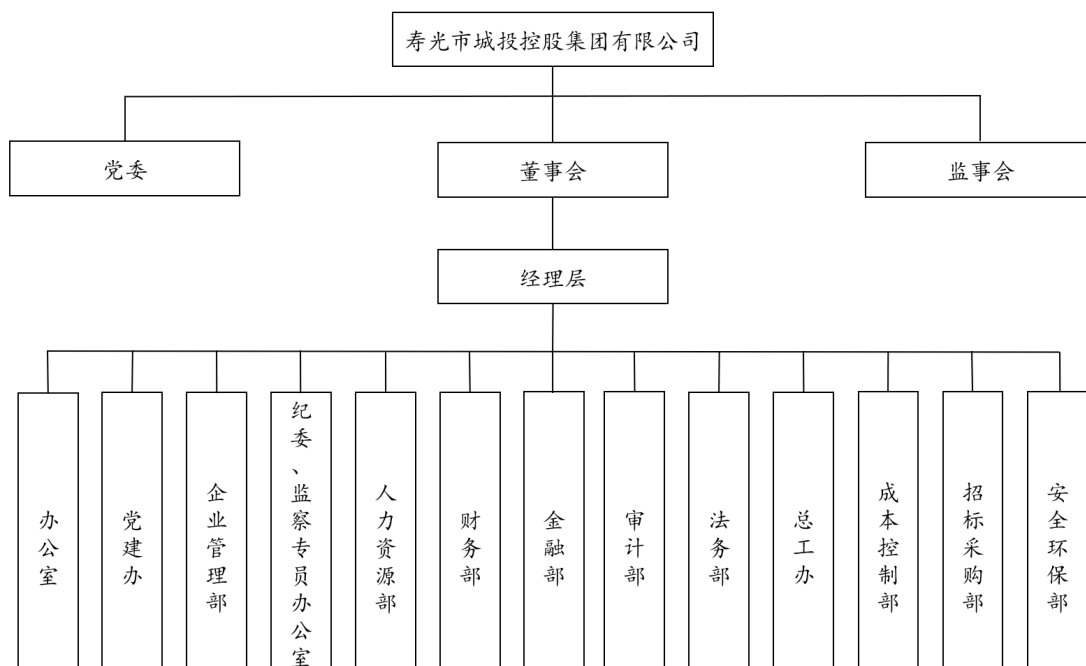 寿光市城投控股集团有限公司
党委
董事会
监事会
经理层
办公室
党建办
企业管理部
纪委、监察专员办公室
人力资源部
财务部
金融部
审计部
法务部
总工办
成本控制部
招标采购部
安全环保部